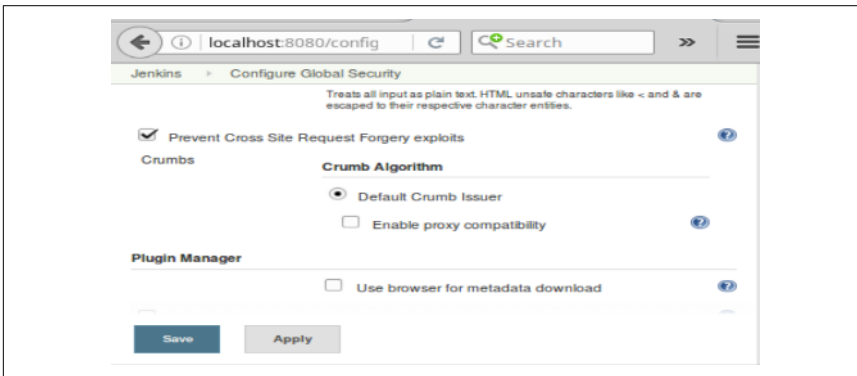 localhost:8080/config
Search
Jenkins Configure Global Security
Treats all input as plain text. HTML unsafe characters like < and & are
escaped to their respective character entities.
Prevent Cross Site Request Forgery exploits
Crumbs
Crumb Algorithm
Default Crumb Issuer
Enable proxy compatibility
Plugin Manager
Use browser for metadata download
Save
Apply